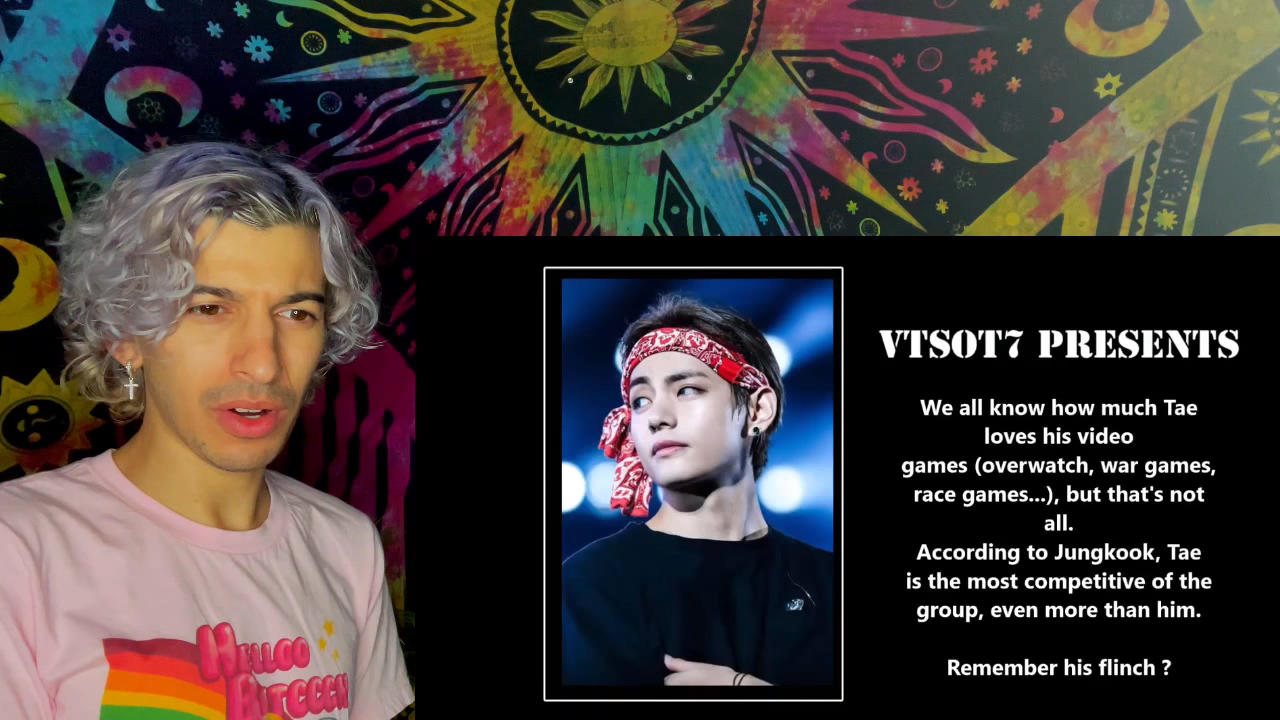 VTSOT7 PRESENTS
We all know how much Tae
loves his video
games (overwatch, war games,
race games...), but that's not
all.
According to Jungkook, Tae
is the most competitive of the
group, even more than him.
Remember his flinch ?
HELLOO